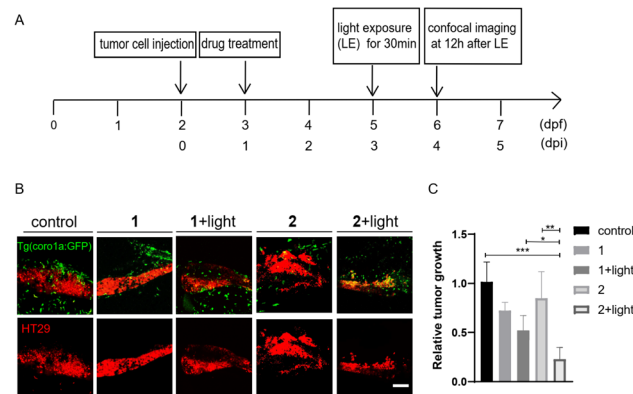 A
tumor cell injection
drug treatment
light exposure
(LE) for 30min
confocal imaging
at 12h after LE
0 1 2 3 4 5 6 7 (dpf)
0 1 2 3 4 5 (dpi)
B
control 1 1+light 2 2+light
Tg(coro1a:GFP)
HT29
C
Relative tumor growth
1.5
1.0
0.5
0.0
***
*
**
control
1
1+light
2
2+light